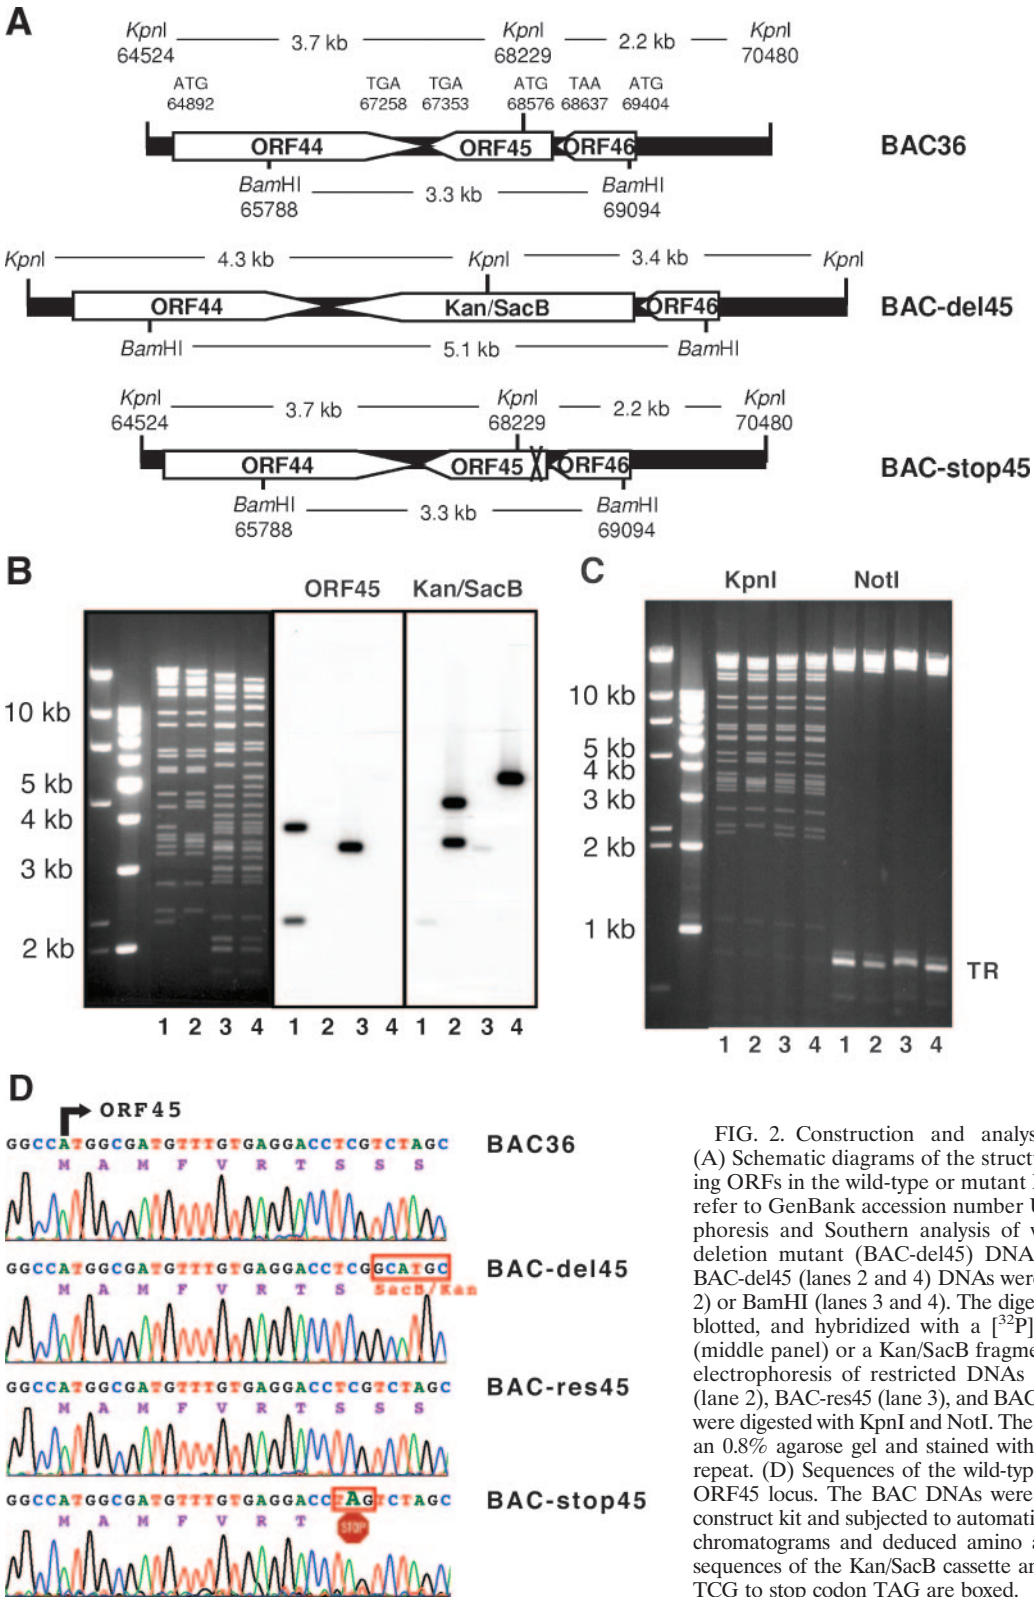 A
KpnI 3.7 kb KpnI 2.2 kb KpnI
64524 68229 70480
ATG TGA TGA ATG TAA ATG
64892 67258 67353 68576 68637 69404
ORF44 ORF45 ORF46 BAC36
BamHI 3.3 kb BamHI
65788 69094
KpnI 4.3 kb KpnI 3.4 kb KpnI
ORF44 Kan/SacB ORF46 BAC-del45
BamHI 5.1 kb BamHI
KpnI 3.7 kb KpnI 2.2 kb KpnI
64524 68229 70480
ORF44 ORF45 X ORF46 BAC-stop45
BamHI 3.3 kb BamHI
65788 69094
B
ORF45 Kan/SacB
10 kb
5 kb
4 kb
3 kb
2 kb
1 2 3 4 1 2 3 4 1 2 3 4
C
KpnI NotI
10 kb
5 kb
4 kb
3 kb
2 kb
1 kb
TR
1 2 3 4 1 2 3 4
D
ORF45
GGCCATGGCGATGTTTGTGAGGACCTCGTCTAGC BAC36
M A M F V R T S S S
GGCCATGGCGATGTTTGTGAGGACCTCGGCATGC BAC-del45
M A M F V R T S SacB/Kan
GGCCATGGCGATGTTTGTGAGGACCTCGTCTAGC BAC-res45
M A M F V R T S S S
GGCCATGGCGATGTTTGTGAGGACCTAGTCTAGC BAC-stop45
M A M F V R T STOP
FIG. 2. Construction and analys
(A) Schematic diagrams of the structu
ing ORFs in the wild-type or mutant
refer to GenBank accession number
phoresis and Southern analysis of
deletion mutant (BAC-del45) DNA
BAC-del45 (lanes 2 and 4) DNAs were
2) or BamHI (lanes 3 and 4). The diges
blotted, and hybridized with a [32P]
(middle panel) or a Kan/SacB fragme
electrophoresis of restricted DNAs
(lane 2), BAC-res45 (lane 3), and BAC
were digested with KpnI and NotI. The
an 0.8% agarose gel and stained with
repeat. (D) Sequences of the wild-typ
ORF45 locus. The BAC DNAs were
construct kit and subjected to automati
chromatograms and deduced amino a
sequences of the Kan/SacB cassette an
TCG to stop codon TAG are boxed.